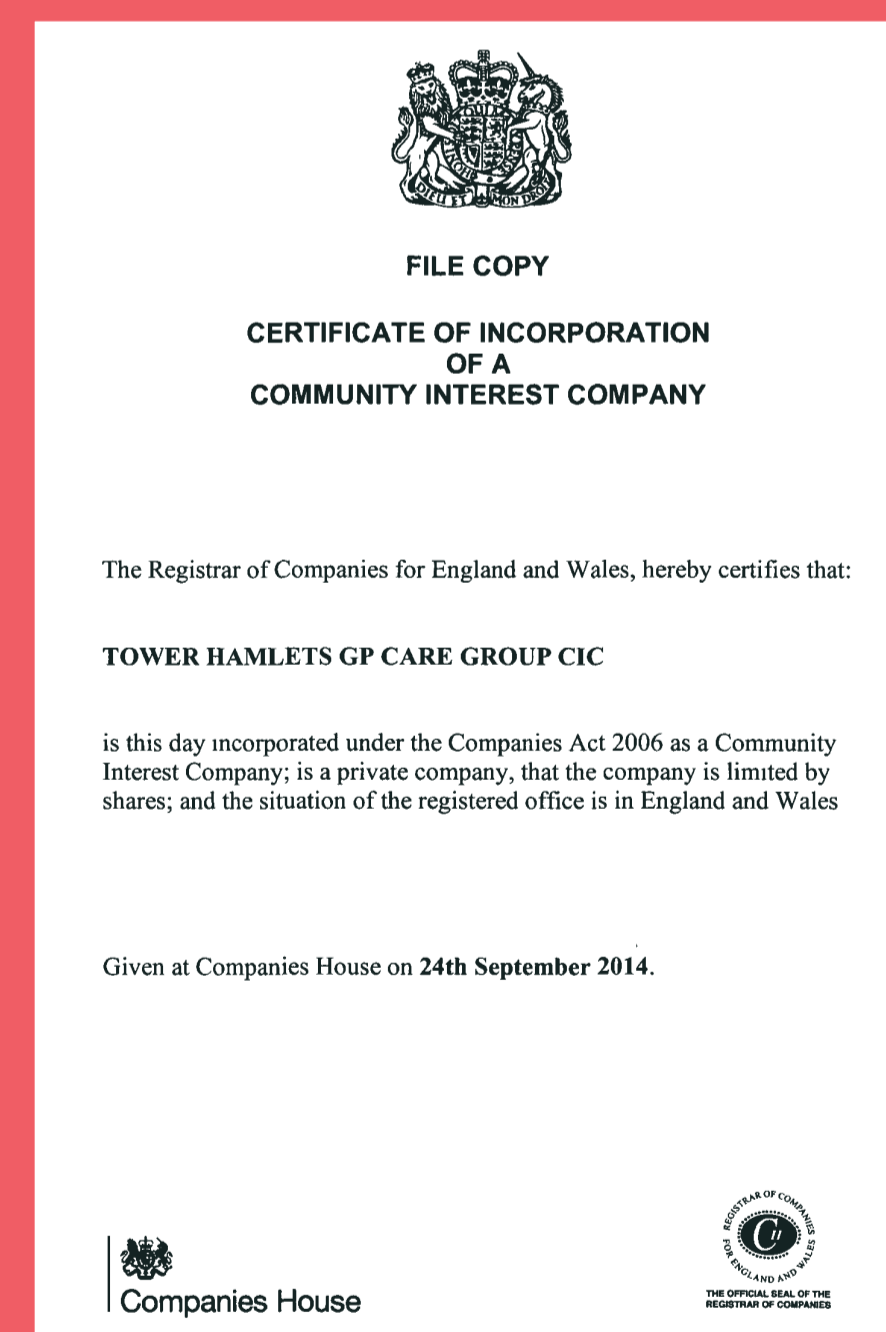 DIEU ET MON DROIT
FILE COPY
CERTIFICATE OF INCORPORATION
OF A
COMMUNITY INTEREST COMPANY
The Registrar of Companies for England and Wales, hereby certifies that:
TOWER HAMLETS GP CARE GROUP CIC
is this day incorporated under the Companies Act 2006 as a Community
Interest Company; is a private company, that the company is limited by
shares; and the situation of the registered office is in England and Wales
Given at Companies House on 24th September 2014.
Companies House
REGISTRAR OF COMPANIES
FOR ENGLAND AND WALES
THE OFFICIAL SEAL OF THE
REGISTRAR OF COMPANIES